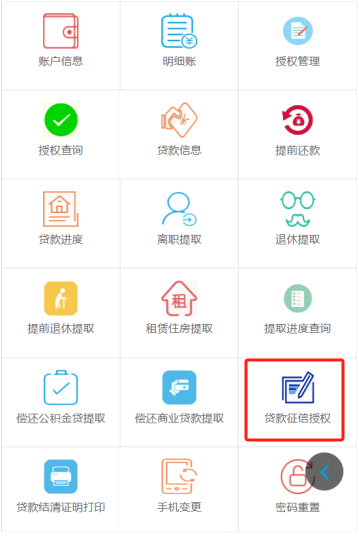 账户信息 明细账 授权管理
授权查询 贷款信息 提前还款
贷款进度 离职提取 退休提取
提前退休提取 租赁住房提取 提取进度查询
租
偿还公积金贷提取 偿还商业贷款提取 贷款征信授权
贷款结清证明打印 手机变更 密码重置